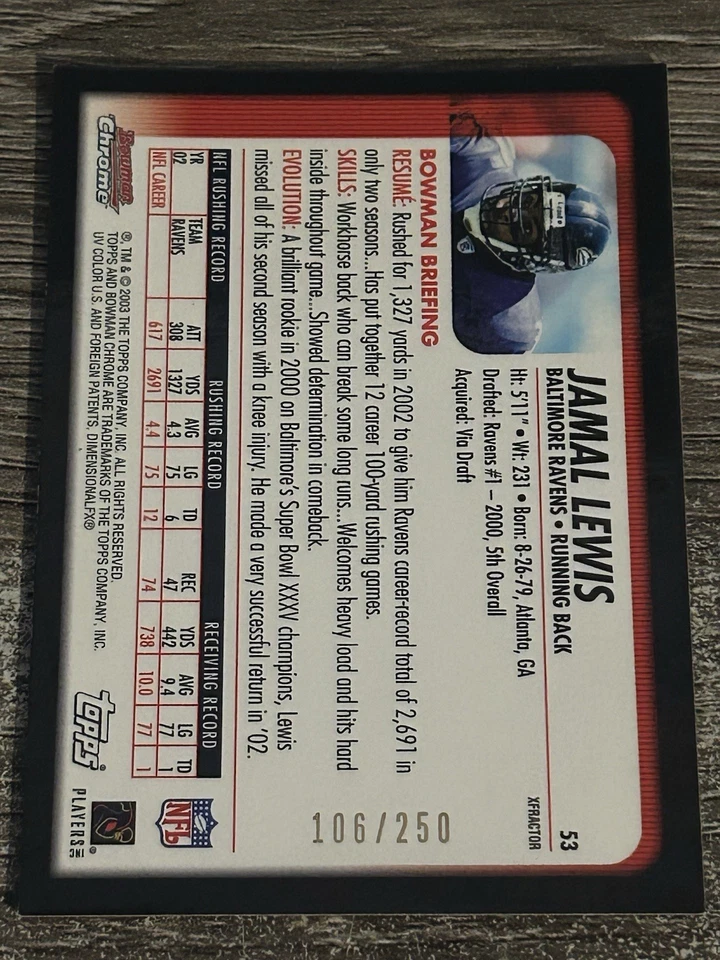 JAMAL LEWIS
BALTIMORE RAVENS • RUNNING BACK
Ht: 5'11" • Wt: 231 • Born: 8-26-79, Atlanta, GA
Drafted: Ravens #1 – 2000, 5th Overall
Acquired: Via Draft
53
XFRACTOR
BOWMAN BRIEFING
RESUMÉ: Rushed for 1,327 yards in 2002 to give him Ravens career-record total of 2,691 in
only two seasons...Has put together 12 career 100-yard rushing games.
SKILLS: Workhorse back who can break some long runs...Welcomes heavy load and hits hard
inside throughout game...Showed determination in comeback.
EVOLUTION: A brilliant rookie in 2000 on Baltimore's Super Bowl XXXV champions, Lewis
missed all of his second season with a knee injury. He made a very successful return in '02.
106/250
NFL RUSHING RECORD RUSHING RECORD RECEIVING RECORD
YR TEAM ATT YDS AVG LG TD REC YDS AVG LG TD
02 RAVENS 308 1327 4.3 75 6 47 442 9.4 77 1
NFL CAREER 617 2691 4.4 75 12 74 738 10.0 77 1
Bowman
Chrome
®, TM & © 2003 THE TOPPS COMPANY, INC. ALL RIGHTS RESERVED.
TOPPS AND BOWMAN CHROME ARE TRADEMARKS OF THE TOPPS COMPANY, INC.
UV COLOR U.S. AND FOREIGN PATENTS, DIMENSIONALFX®
topps®
NFL
PLAYERS INC®